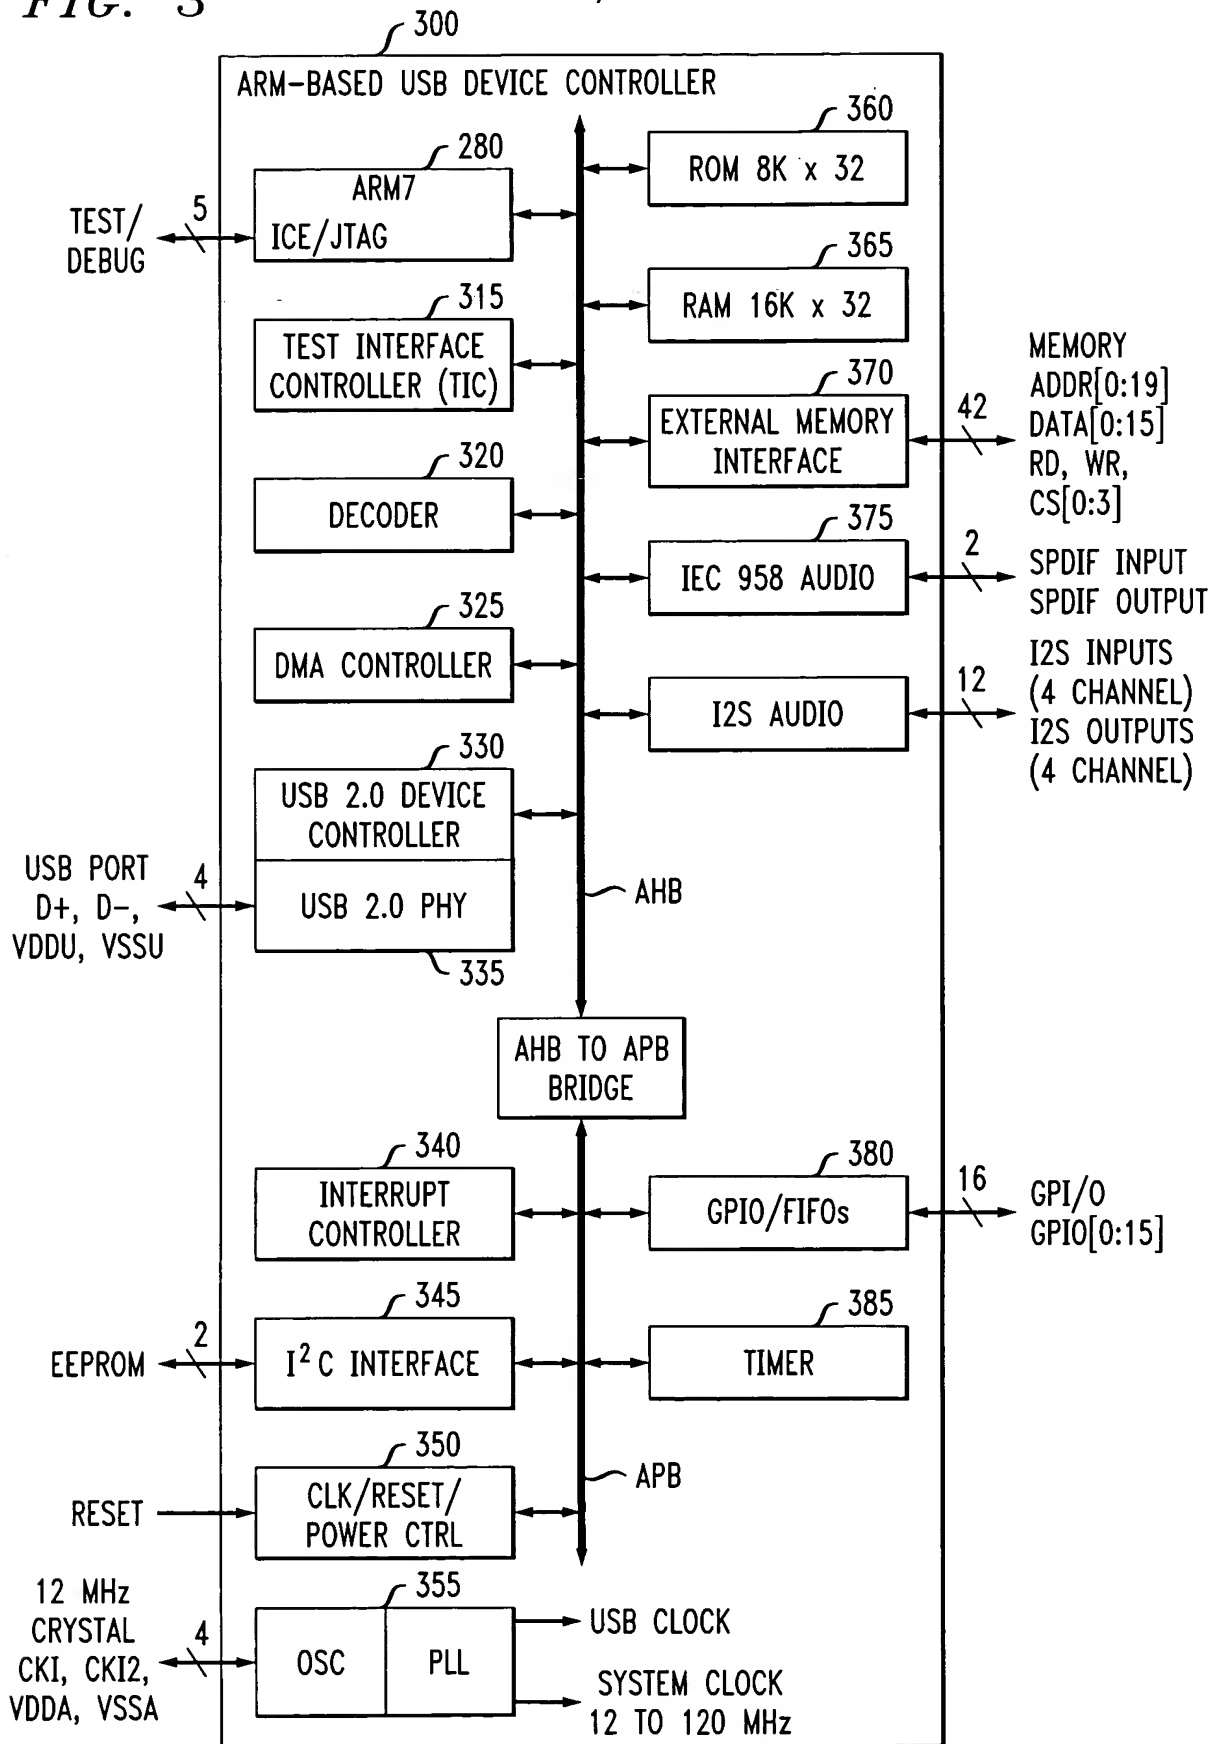 FIG. 3
300
ARM-BASED USB DEVICE CONTROLLER
280
ARM7
ICE/JTAG
5
TEST/
DEBUG
315
TEST INTERFACE
CONTROLLER (TIC)
320
DECODER
325
DMA CONTROLLER
330
USB 2.0 DEVICE
CONTROLLER
USB 2.0 PHY
335
4
USB PORT
D+, D-,
VDDU, VSSU
360
ROM 8K x 32
365
RAM 16K x 32
370
EXTERNAL MEMORY
INTERFACE
42
MEMORY
ADDR[0:19]
DATA[0:15]
RD, WR,
CS[0:3]
375
IEC 958 AUDIO
2
SPDIF INPUT
SPDIF OUTPUT
I2S AUDIO
12
I2S INPUTS
(4 CHANNEL)
I2S OUTPUTS
(4 CHANNEL)
AHB
AHB TO APB
BRIDGE
340
INTERRUPT
CONTROLLER
380
GPIO/FIFOs
16
GPI/O
GPIO[0:15]
345
I²C INTERFACE
2
EEPROM
385
TIMER
350
CLK/RESET/
POWER CTRL
RESET
APB
355
OSC
PLL
4
12 MHz
CRYSTAL
CKI, CKI2,
VDDA, VSSA
USB CLOCK
SYSTEM CLOCK
12 TO 120 MHz